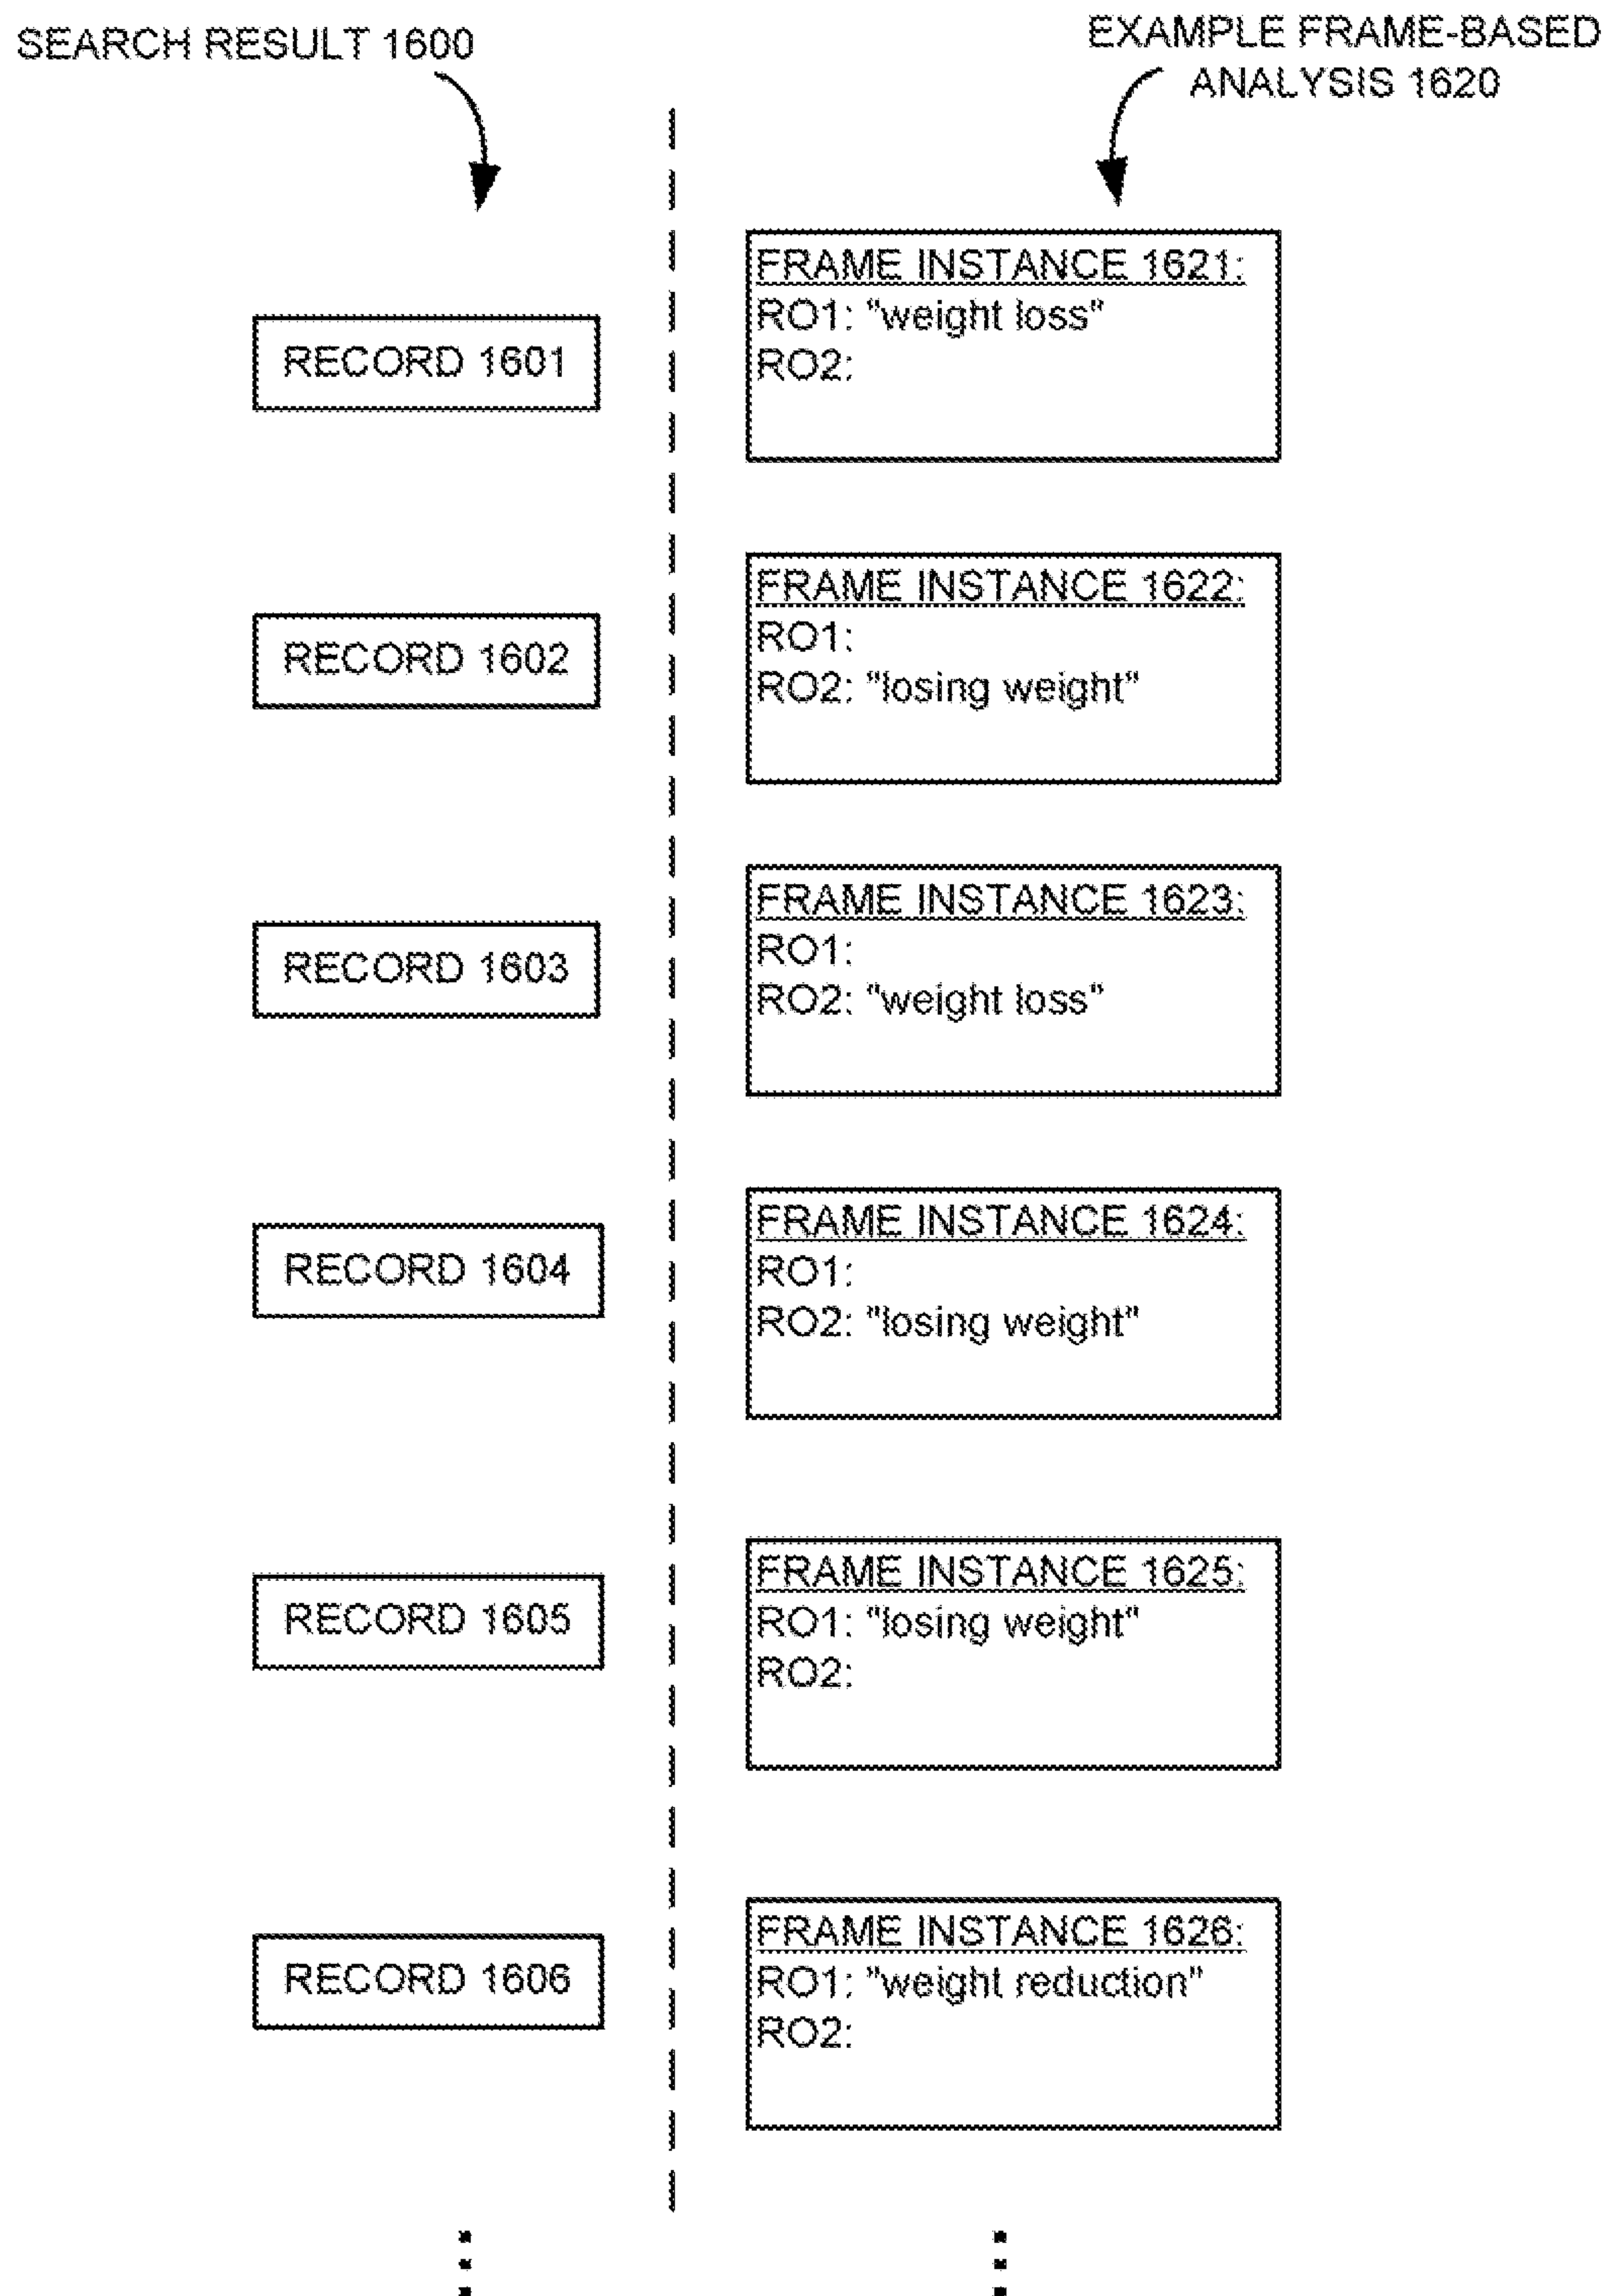 SEARCH RESULT 1600
EXAMPLE FRAME-BASED
ANALYSIS 1620
RECORD 1601
FRAME INSTANCE 1621:
RO1: "weight loss"
RO2:
RECORD 1602
FRAME INSTANCE 1622:
RO1:
RO2: "losing weight"
RECORD 1603
FRAME INSTANCE 1623:
RO1:
RO2: "weight loss"
RECORD 1604
FRAME INSTANCE 1624:
RO1:
RO2: "losing weight"
RECORD 1605
FRAME INSTANCE 1625:
RO1: "losing weight"
RO2:
RECORD 1606
FRAME INSTANCE 1626:
RO1: "weight reduction"
RO2: